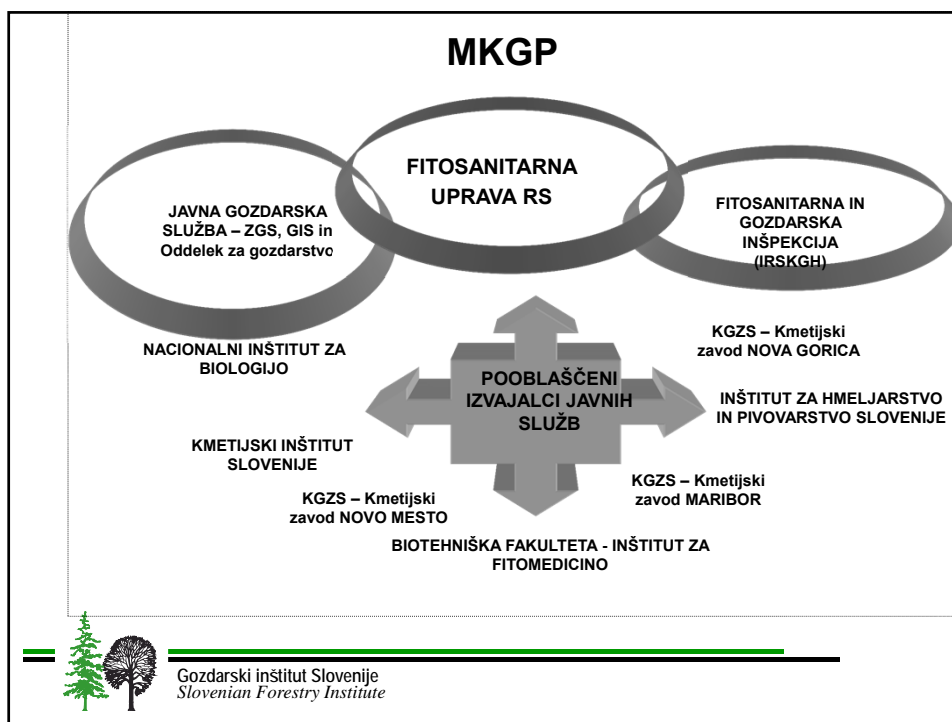 MKGP
FITOSANITARNA
UPRAVA RS
JAVNA GOZDARSKA
SLUŽBA – ZGS, GIS in
Oddelek za gozdarstvo
FITOSANITARNA IN
GOZDARSKA
INŠPEKCIJA
(IRSKGH)
NACIONALNI INŠTITUT ZA
BIOLOGIJO
KGZS – Kmetijski
zavod NOVA GORICA
POOBLAŠČENI
IZVAJALCI JAVNIH
SLUŽB
INŠTITUT ZA HMELJARSTVO
IN PIVOVARSTVO SLOVENIJE
KMETIJSKI INŠTITUT
SLOVENIJE
KGZS – Kmetijski
zavod NOVO MESTO
KGZS – Kmetijski
zavod MARIBOR
BIOTEHNIŠKA FAKULTETA - INŠTITUT ZA
FITOMEDICINO
Gozdarski inštitut Slovenije
Slovenian Forestry Institute